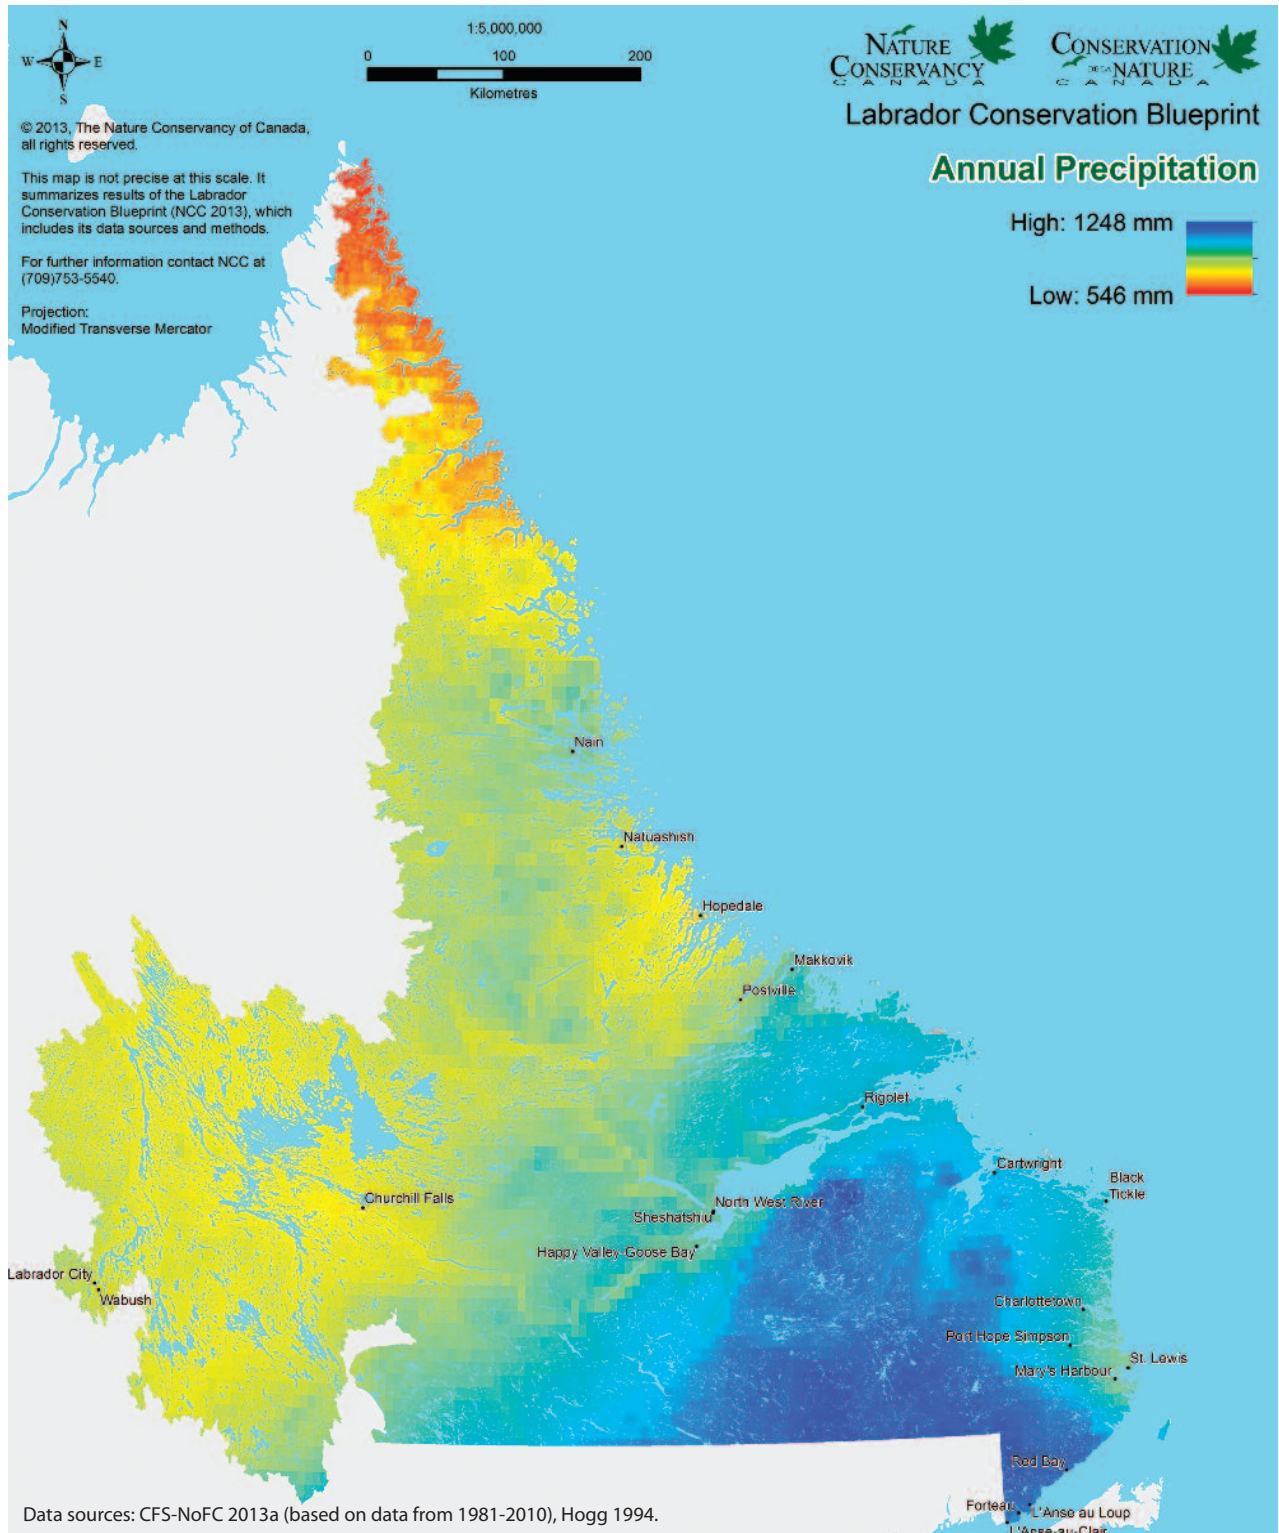 N
W E
S
1:5,000,000
0 100 200
Kilometres
NATURE
CONSERVANCY
CANADA
CONSERVATION
DE LA NATURE
CANADA
Labrador Conservation Blueprint
Annual Precipitation
High: 1248 mm
Low: 546 mm
© 2013, The Nature Conservancy of Canada,
all rights reserved.
This map is not precise at this scale. It
summarizes results of the Labrador
Conservation Blueprint (NCC 2013), which
includes its data sources and methods.
For further information contact NCC at
(709)753-5540.
Projection:
Modified Transverse Mercator
Nain
Natuashish
Hopedale
Makkovik
Postville
Rigolet
Cartwright
Black
Tickle
Churchill Falls
North West River
Sheshatshiu
Happy Valley-Goose Bay
Labrador City
Wabush
Charlottetown
Port Hope Simpson
St. Lewis
Mary's Harbour
Red Bay
Forteau
L'Anse au Loup
L'Anse-au-Clair
Data sources: CFS-NoFC 2013a (based on data from 1981-2010), Hogg 1994.